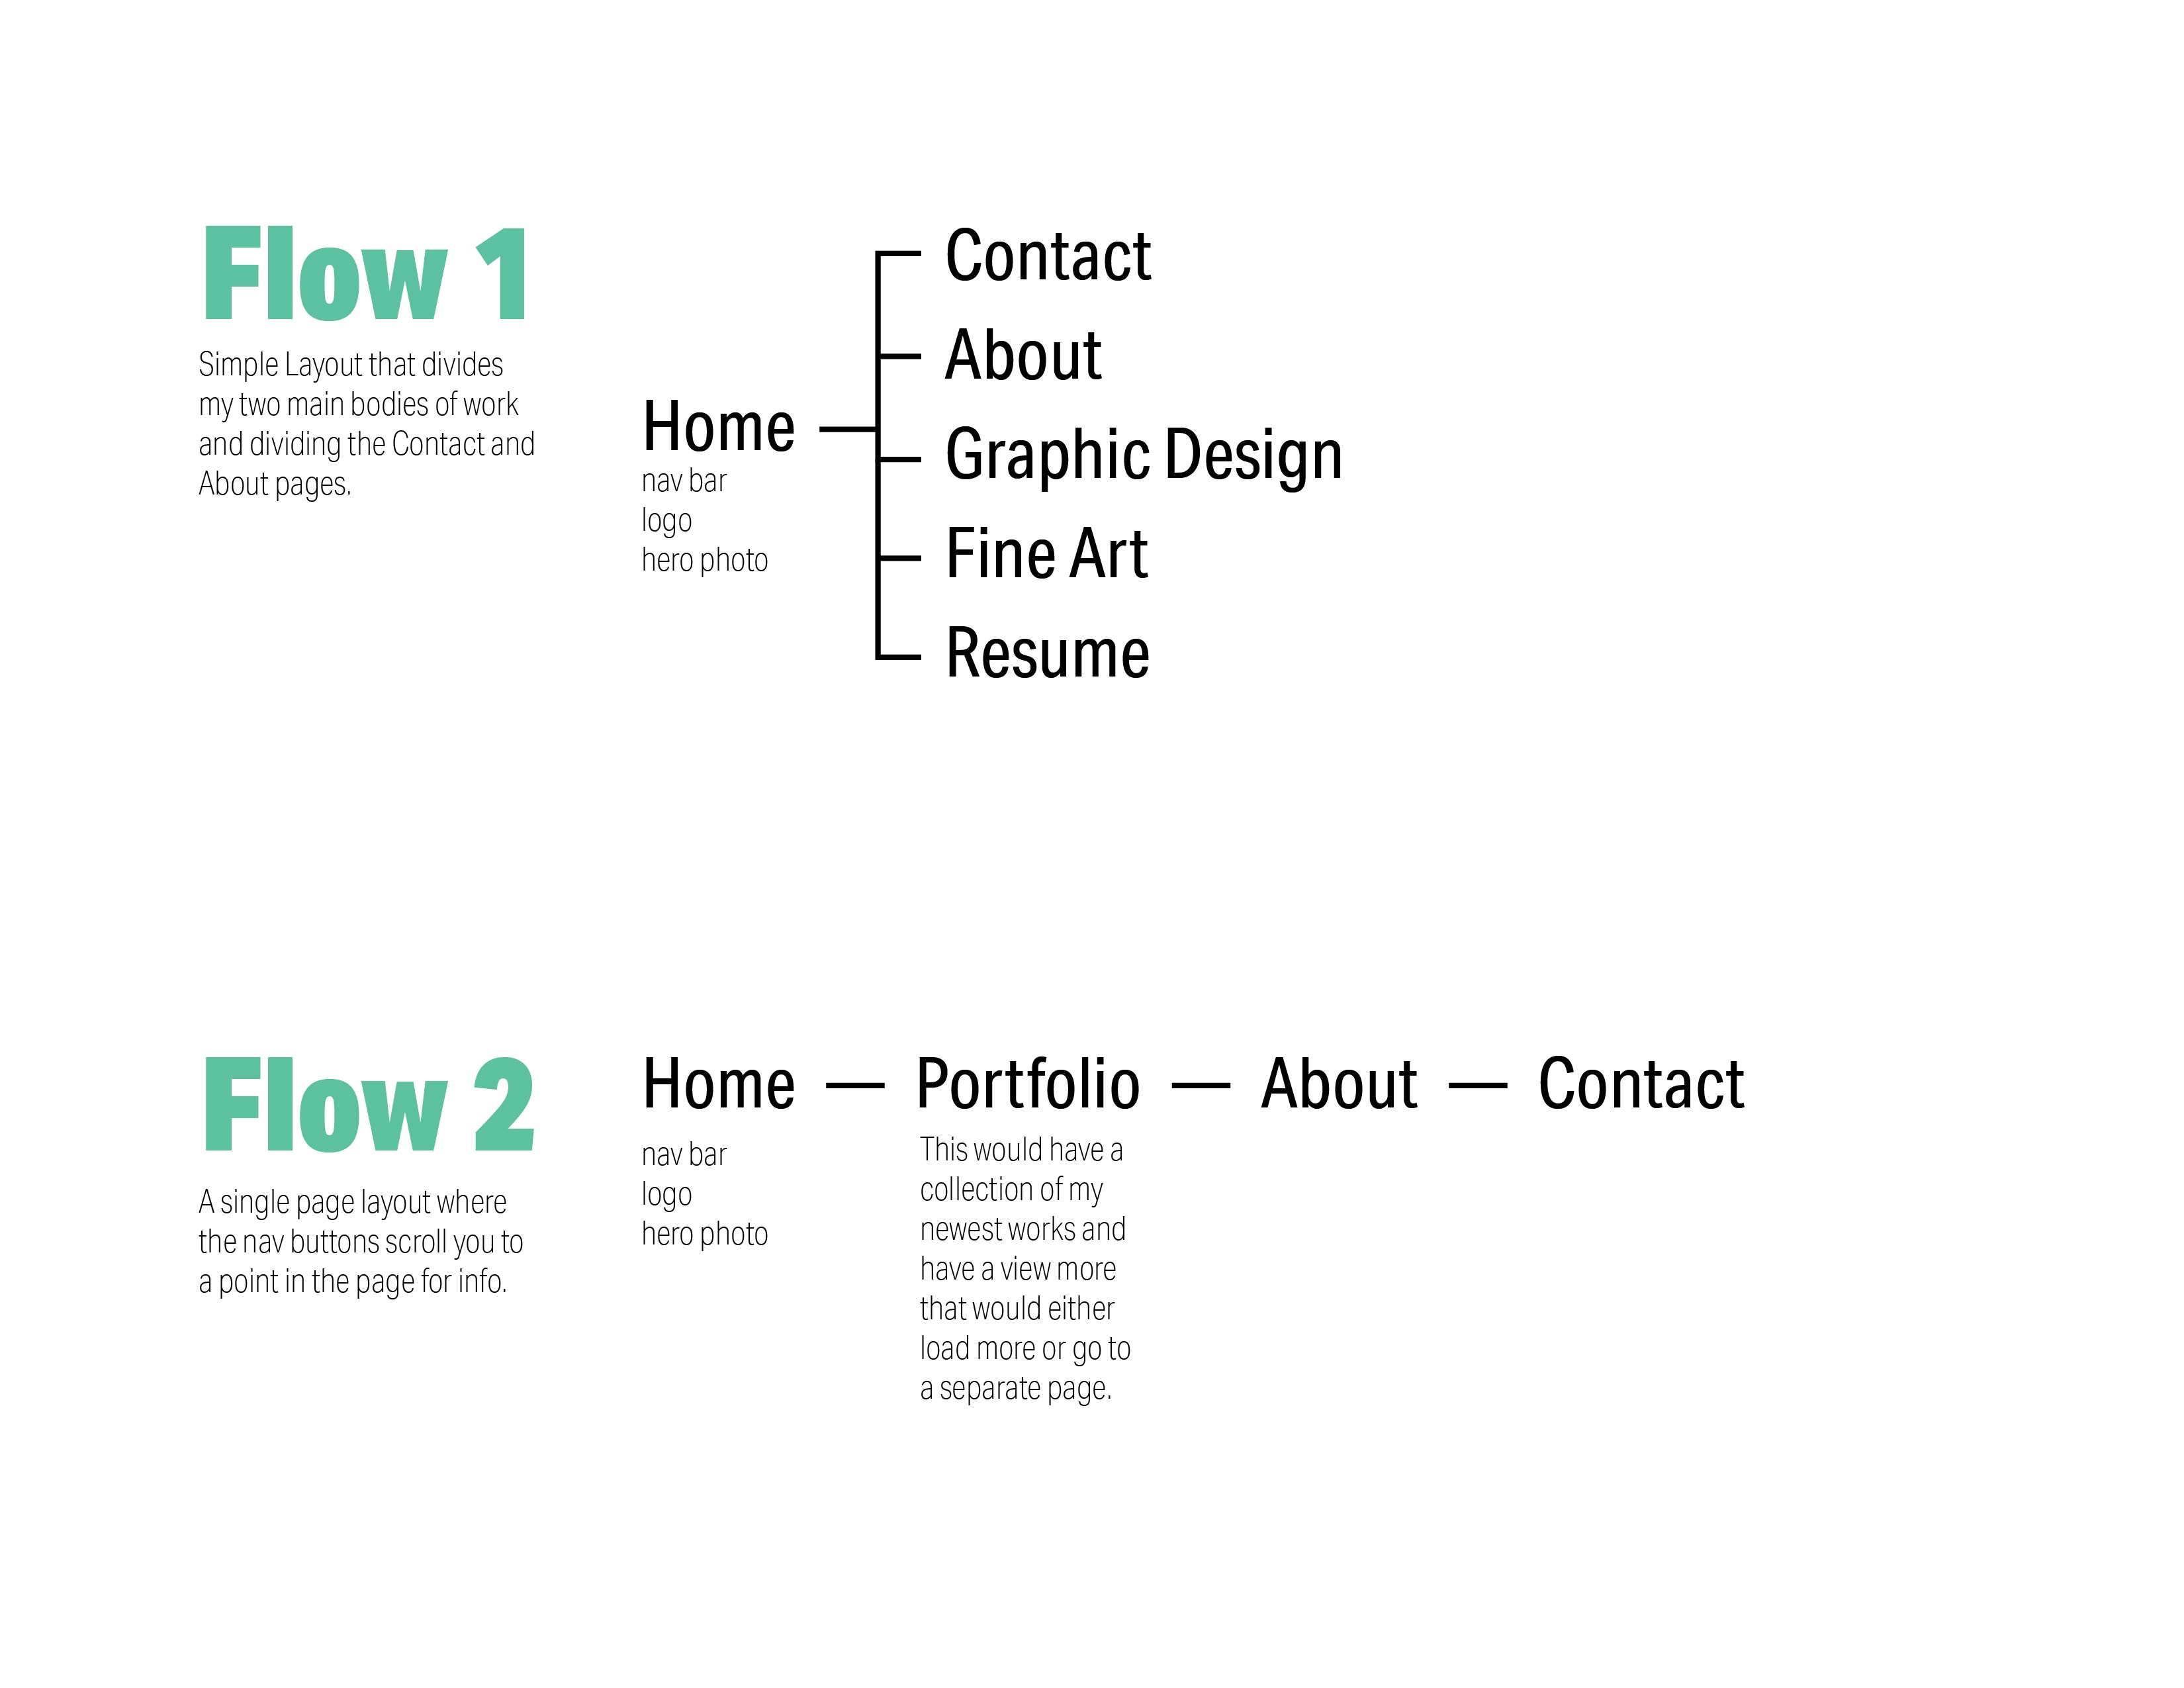 Flow 1
Simple Layout that divides
my two main bodies of work
and dividing the Contact and
About pages.
Home
nav bar
logo
hero photo
Contact
About
Graphic Design
Fine Art
Resume
Flow 2
A single page layout where
the nav buttons scroll you to
a point in the page for info.
Home — Portfolio — About — Contact
nav bar
logo
hero photo
This would have a
collection of my
newest works and
have a view more
that would either
load more or go to
a separate page.